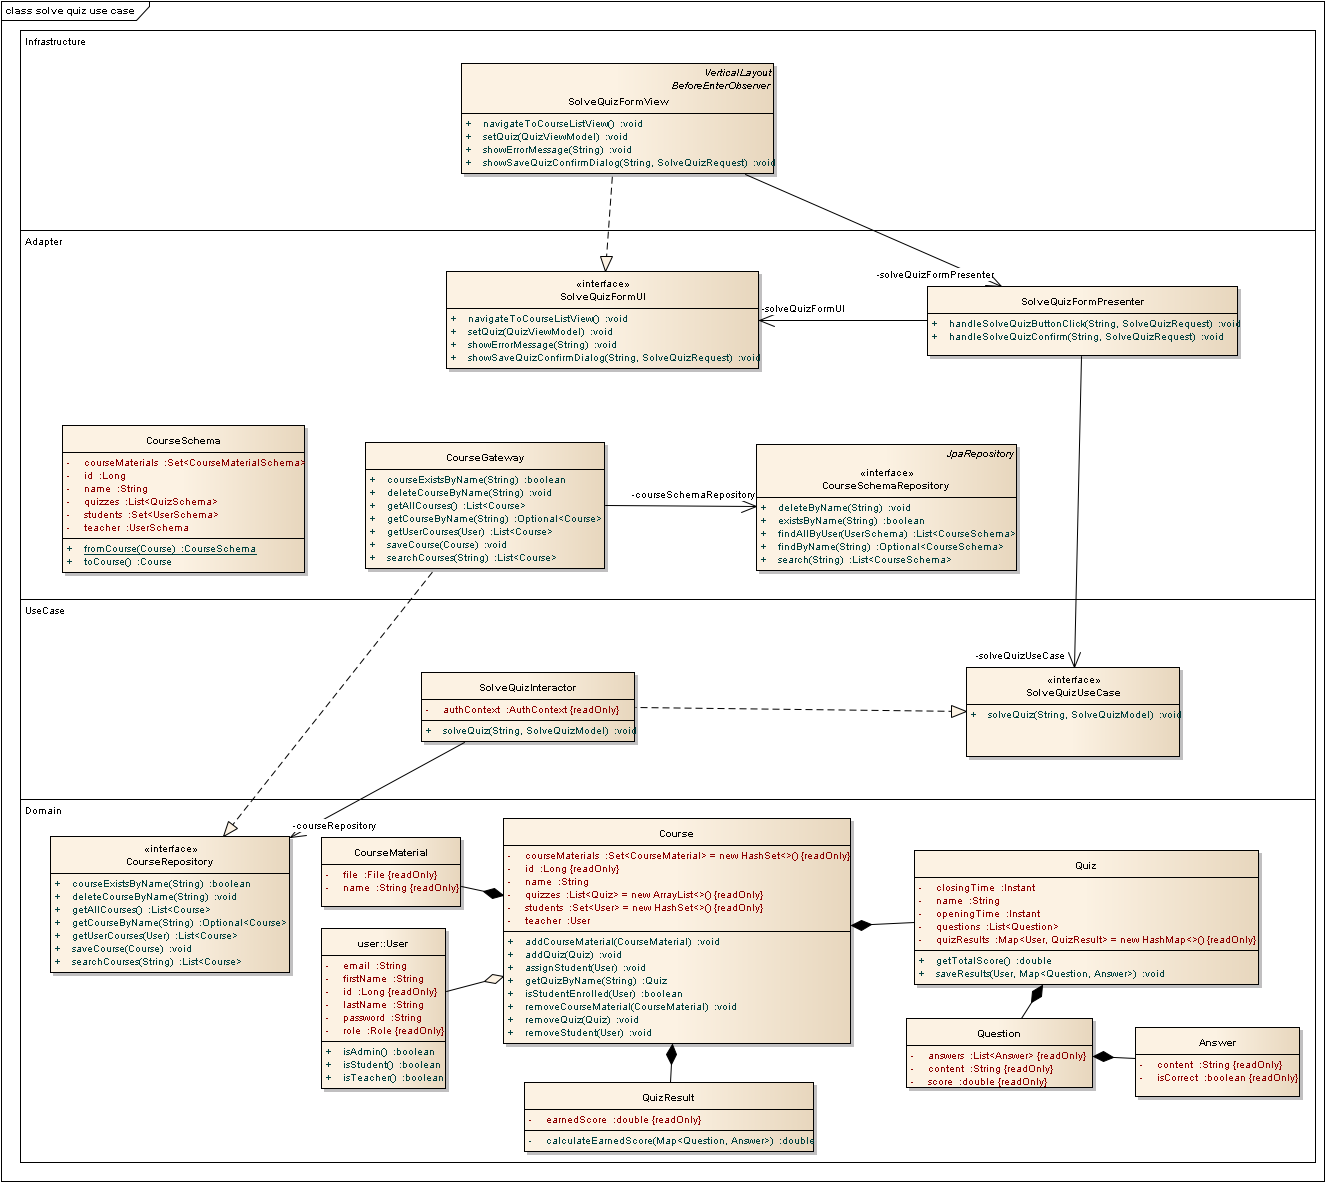 class solve quiz use case
Infrastructure
VerticalLayout
BeforeEnterObserver
SolveQuizFormView
+ navigateToCourseListView() :void
+ setQuiz(QuizViewModel) :void
+ showErrorMessage(String) :void
+ showSaveQuizConfirmDialog(String, SolveQuizRequest) :void
Adapter
«interface»
SolveQuizFormUI
+ navigateToCourseListView() :void
+ setQuiz(QuizViewModel) :void
+ showErrorMessage(String) :void
+ showSaveQuizConfirmDialog(String, SolveQuizRequest) :void
-solveQuizFormUI
-solveQuizFormPresenter
SolveQuizFormPresenter
+ handleSolveQuizButtonClick(String, SolveQuizRequest) :void
+ handleSolveQuizConfirm(String, SolveQuizRequest) :void
CourseSchema
- courseMaterials :Set<CourseMaterialSchema>
- id :Long
- name :String
- quizzes :List<QuizSchema>
- students :Set<UserSchema>
- teacher :UserSchema
+ fromCourse(Course) :CourseSchema
+ toCourse() :Course
CourseGateway
+ courseExistsByName(String) :boolean
+ deleteCourseByName(String) :void
+ getAllCourses() :List<Course>
+ getCourseByName(String) :Optional<Course>
+ getUserCourses(User) :List<Course>
+ saveCourse(Course) :void
+ searchCourses(String) :List<Course>
-courseSchemaRepository
JpaRepository
«interface»
CourseSchemaRepository
+ deleteByName(String) :void
+ existsByName(String) :boolean
+ findAllByUser(UserSchema) :List<CourseSchema>
+ findByName(String) :Optional<CourseSchema>
+ search(String) :List<CourseSchema>
UseCase
SolveQuizInteractor
- authContext :AuthContext {readOnly}
+ solveQuiz(String, SolveQuizModel) :void
-solveQuizUseCase
«interface»
SolveQuizUseCase
+ solveQuiz(String, SolveQuizModel) :void
Domain
-courseRepository
«interface»
CourseRepository
+ courseExistsByName(String) :boolean
+ deleteCourseByName(String) :void
+ getAllCourses() :List<Course>
+ getCourseByName(String) :Optional<Course>
+ getUserCourses(User) :List<Course>
+ saveCourse(Course) :void
+ searchCourses(String) :List<Course>
CourseMaterial
- file :File {readOnly}
- name :String {readOnly}
user::User
- email :String
- firstName :String
- id :Long {readOnly}
- lastName :String
- password :String
- role :Role {readOnly}
+ isAdmin() :boolean
+ isStudent() :boolean
+ isTeacher() :boolean
Course
- courseMaterials :Set<CourseMaterial> = new HashSet<>() {readOnly}
- id :Long {readOnly}
- name :String
- quizzes :List<Quiz> = new ArrayList<>() {readOnly}
- students :Set<User> = new HashSet<>() {readOnly}
- teacher :User
+ addCourseMaterial(CourseMaterial) :void
+ addQuiz(Quiz) :void
+ assignStudent(User) :void
+ getQuizByName(String) :Quiz
+ isStudentEnrolled(User) :boolean
+ removeCourseMaterial(CourseMaterial) :void
+ removeQuiz(Quiz) :void
+ removeStudent(User) :void
Quiz
- closingTime :Instant
- name :String
- openingTime :Instant
- questions :List<Question>
- quizResults :Map<User, QuizResult> = new HashMap<>() {readOnly}
+ getTotalScore() :double
+ saveResults(User, Map<Question, Answer>) :void
Question
- answers :List<Answer> {readOnly}
- content :String {readOnly}
- score :double {readOnly}
Answer
- content :String {readOnly}
- isCorrect :boolean {readOnly}
QuizResult
- earnedScore :double {readOnly}
- calculateEarnedScore(Map<Question, Answer>) :double